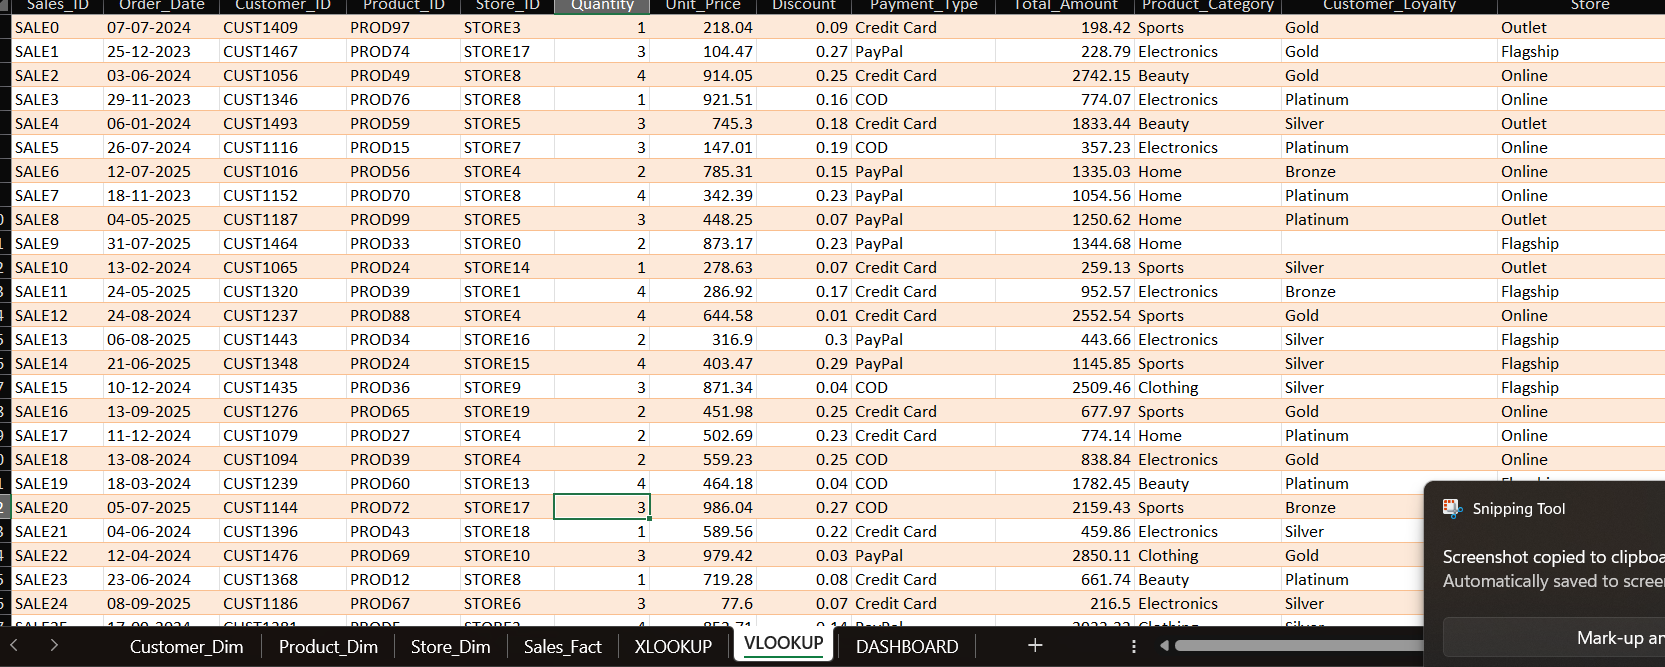 Sales_ID Order_Date Customer_ID Product_ID Store_ID Quantity Unit_Price Discount Payment_Type Total_Amount Product_Category Customer_Loyalty Store
SALE0 07-07-2024 CUST1409 PROD97 STORE3 1 218.04 0.09 Credit Card 198.42 Sports Gold Outlet
SALE1 25-12-2023 CUST1467 PROD74 STORE17 3 104.47 0.27 PayPal 228.79 Electronics Gold Flagship
SALE2 03-06-2024 CUST1056 PROD49 STORE8 4 914.05 0.25 Credit Card 2742.15 Beauty Gold Online
SALE3 29-11-2023 CUST1346 PROD76 STORE8 1 921.51 0.16 COD 774.07 Electronics Platinum Online
SALE4 06-01-2024 CUST1493 PROD59 STORE5 3 745.3 0.18 Credit Card 1833.44 Beauty Silver Outlet
SALE5 26-07-2024 CUST1116 PROD15 STORE7 3 147.01 0.19 COD 357.23 Electronics Platinum Online
SALE6 12-07-2025 CUST1016 PROD56 STORE4 2 785.31 0.15 PayPal 1335.03 Home Bronze Online
SALE7 18-11-2023 CUST1152 PROD70 STORE8 4 342.39 0.23 PayPal 1054.56 Home Platinum Online
SALE8 04-05-2025 CUST1187 PROD99 STORE5 3 448.25 0.07 PayPal 1250.62 Home Platinum Outlet
SALE9 31-07-2025 CUST1464 PROD33 STORE0 2 873.17 0.23 PayPal 1344.68 Home Flagship
SALE10 13-02-2024 CUST1065 PROD24 STORE14 1 278.63 0.07 Credit Card 259.13 Sports Silver Outlet
SALE11 24-05-2025 CUST1320 PROD39 STORE1 4 286.92 0.17 Credit Card 952.57 Electronics Bronze Flagship
SALE12 24-08-2024 CUST1237 PROD88 STORE4 4 644.58 0.01 Credit Card 2552.54 Sports Gold Online
SALE13 06-08-2025 CUST1443 PROD34 STORE16 2 316.9 0.3 PayPal 443.66 Electronics Silver Flagship
SALE14 21-06-2025 CUST1348 PROD24 STORE15 4 403.47 0.29 PayPal 1145.85 Sports Silver Flagship
SALE15 10-12-2024 CUST1435 PROD36 STORE9 3 871.34 0.04 COD 2509.46 Clothing Silver Flagship
SALE16 13-09-2025 CUST1276 PROD65 STORE19 2 451.98 0.25 Credit Card 677.97 Sports Gold Online
SALE17 11-12-2024 CUST1079 PROD27 STORE4 2 502.69 0.23 Credit Card 774.14 Home Platinum Online
SALE18 13-08-2024 CUST1094 PROD39 STORE4 2 559.23 0.25 COD 838.84 Electronics Gold Online
SALE19 18-03-2024 CUST1239 PROD60 STORE13 4 464.18 0.04 COD 1782.45 Beauty Platinum
SALE20 05-07-2025 CUST1144 PROD72 STORE17 3 986.04 0.27 COD 2159.43 Sports Bronze
SALE21 04-06-2024 CUST1396 PROD43 STORE18 1 589.56 0.22 Credit Card 459.86 Electronics Silver
SALE22 12-04-2024 CUST1476 PROD69 STORE10 3 979.42 0.03 PayPal 2850.11 Clothing Gold
SALE23 23-06-2024 CUST1368 PROD12 STORE8 1 719.28 0.08 Credit Card 661.74 Beauty Platinum
SALE24 08-09-2025 CUST1186 PROD67 STORE6 3 77.6 0.07 Credit Card 216.5 Electronics Silver
Snipping Tool
Screenshot copied to clipboa
Automatically saved to scree
Mark-up an
Customer_Dim Product_Dim Store_Dim Sales_Fact XLOOKUP VLOOKUP DASHBOARD